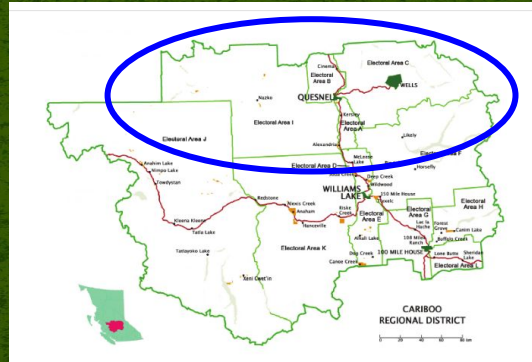 Cinema
Electoral
Area B
Electoral Area C
WELLS
Nazko
QUESNEL
Kersley
Electoral
Area A
Electoral Area I
Alexandria
Likely
Electoral Area J
McLeese
Lake
Electoral Area D
Area F
Horsefly
Anahim Lake
Nimpo Lake
Towdystan
Deep Creek
Wildwood
WILLIAMS
LAKE
150 Mile House
Redstone
Alexis Creek
Anaham
Hanceville
Riske
Creek
Electoral
Area E
Electoral
Area G
Electoral
Area H
Lac la
Hache
Forest
Grove
Canim Lake
Buffalo Creek
Kleena Kleene
Tatla Lake
Tatlayoko Lake
Electoral Area K
Alkali Lake
Dog Creek
Canoe Creek
108 Mile
Ranch
100 MILE HOUSE
Lone Butte
Sheridan
Lake
Electoral Area L
Xeni Gwet'in
CARIBOO
REGIONAL DISTRICT